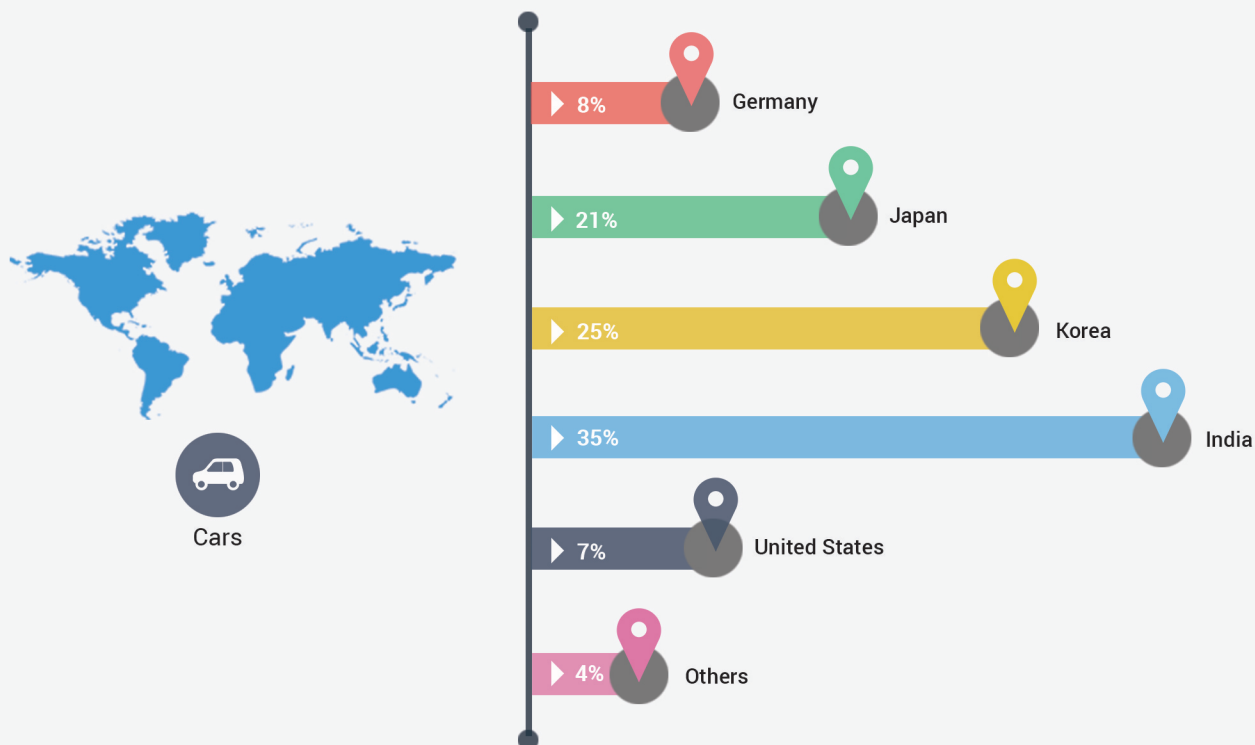 8%
Germany
21%
Japan
25%
Korea
35%
India
7%
United States
4%
Others
Cars